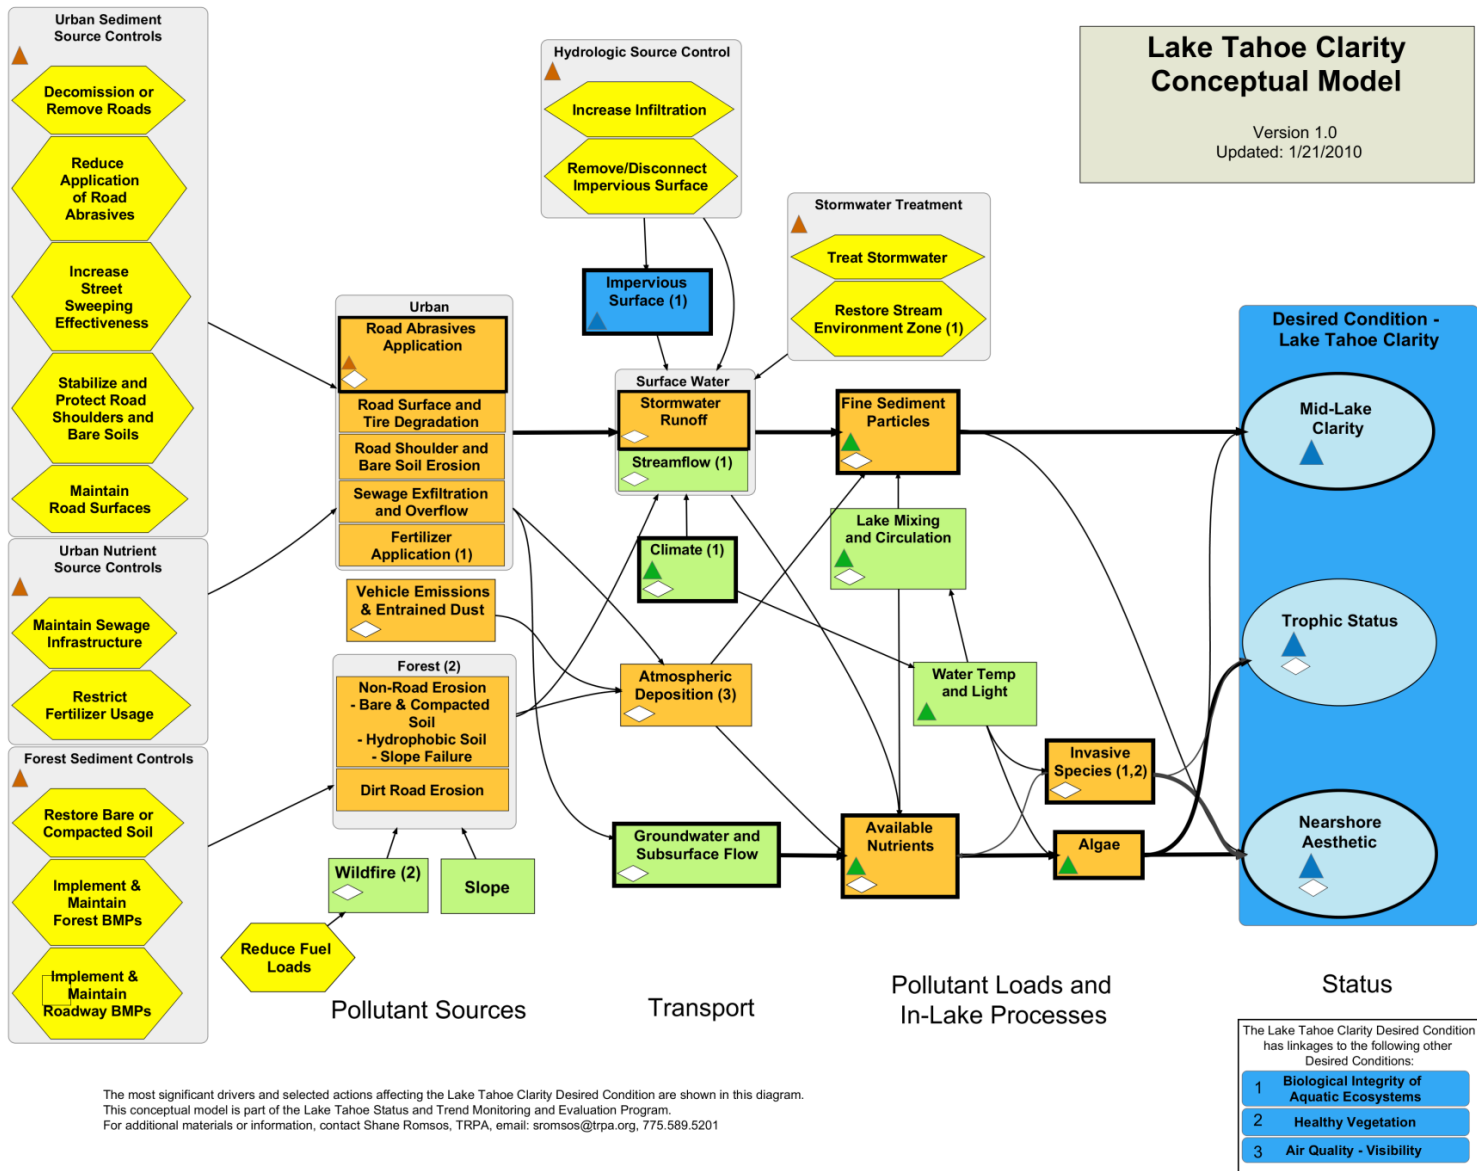 Urban Sediment
Source Controls
Decomission or
Remove Roads
Reduce
Application
of Road
Abrasives
Increase
Street
Sweeping
Effectiveness
Stabilize and
Protect Road
Shoulders and
Bare Soils
Maintain
Road Surfaces
Urban Nutrient
Source Controls
Maintain Sewage
Infrastructure
Restrict
Fertilizer Usage
Forest Sediment Controls
Restore Bare or
Compacted Soil
Implement &
Maintain
Forest BMPs
Implement &
Maintain
Roadway BMPs
Urban
Road Abrasives
Application
Road Surface and
Tire Degradation
Road Shoulder and
Bare Soil Erosion
Sewage Exfiltration
and Overflow
Fertilizer
Application (1)
Vehicle Emissions
& Entrained Dust
Forest (2)
Non-Road Erosion
- Bare & Compacted
Soil
- Hydrophobic Soil
- Slope Failure
Dirt Road Erosion
Wildfire (2)
Slope
Reduce Fuel
Loads
Pollutant Sources
Hydrologic Source Control
Increase Infiltration
Remove/Disconnect
Impervious Surface
Impervious
Surface (1)
Stormwater Treatment
Treat Stormwater
Restore Stream
Environment Zone (1)
Surface Water
Stormwater
Runoff
Streamflow (1)
Climate (1)
Atmospheric
Deposition (3)
Groundwater and
Subsurface Flow
Transport
Fine Sediment
Particles
Lake Mixing
and Circulation
Water Temp
and Light
Invasive
Species (1,2)
Available
Nutrients
Algae
Pollutant Loads and
In-Lake Processes
Lake Tahoe Clarity
Conceptual Model
Version 1.0
Updated: 1/21/2010
Desired Condition -
Lake Tahoe Clarity
Mid-Lake
Clarity
Trophic Status
Nearshore
Aesthetic
Status
The Lake Tahoe Clarity Desired Condition
has linkages to the following other
Desired Conditions:
1 Biological Integrity of
Aquatic Ecosystems
2 Healthy Vegetation
3 Air Quality - Visibility
The most significant drivers and selected actions affecting the Lake Tahoe Clarity Desired Condition are shown in this diagram.
This conceptual model is part of the Lake Tahoe Status and Trend Monitoring and Evaluation Program.
For additional materials or information, contact Shane Romsos, TRPA, email: sromsos@trpa.org, 775.589.5201